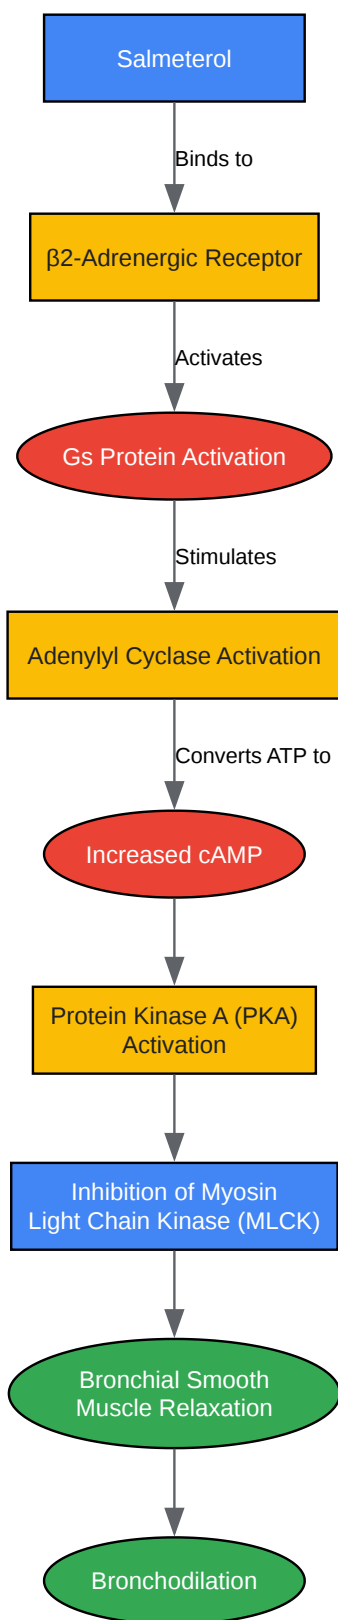 Salmeterol
Binds to
β2-Adrenergic Receptor
Activates
Gs Protein Activation
Stimulates
Adenylyl Cyclase Activation
Converts ATP to
Increased cAMP
Protein Kinase A (PKA)
Activation
Inhibition of Myosin
Light Chain Kinase (MLCK)
Bronchial Smooth
Muscle Relaxation
Bronchodilation